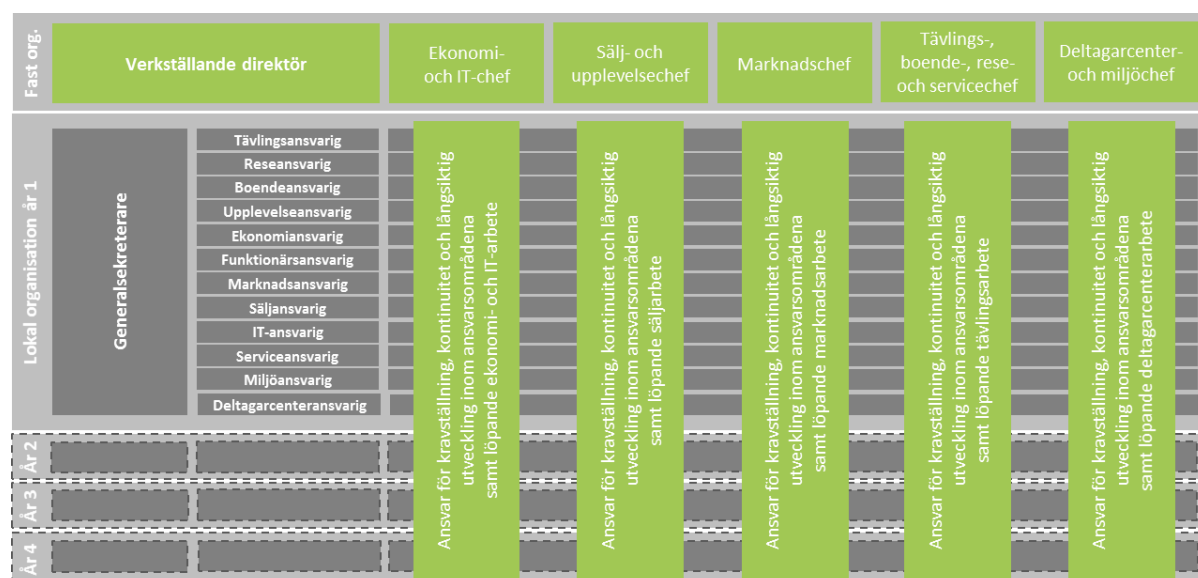 Fast org.
Verkställande direktör
Ekonomi-
och IT-chef
Sälj- och
upplevelsechef
Marknadschef
Tävlings-,
boende-, rese-
och servicechef
Deltagarcenter-
och miljöchef
Lokal organisation år 1
Generalsekreterare
Tävlingsansvarig
Reseansvarig
Boendeansvarig
Upplevelseansvarig
Ekonomiansvarig
Funktionärsansvarig
Marknadsansvarig
Säljansvarig
IT-ansvarig
Serviceansvarig
Miljöansvarig
Deltagarcenteransvarig
Ansvar för kravställning, kontinuitet och långsiktig
utveckling inom ansvarsområdena
samt löpande ekonomi- och IT-arbete
Ansvar för kravställning, kontinuitet och långsiktig
utveckling inom ansvarsområdena
samt löpande säljarbete
Ansvar för kravställning, kontinuitet och långsiktig
utveckling inom ansvarsområdena
samt löpande marknadsarbete
Ansvar för kravställning, kontinuitet och långsiktig
utveckling inom ansvarsområdena
samt löpande tävlingsarbete
Ansvar för kravställning, kontinuitet och långsiktig
utveckling inom ansvarsområdena
samt löpande deltagarcenterarbete
År 2
År 3
År 4